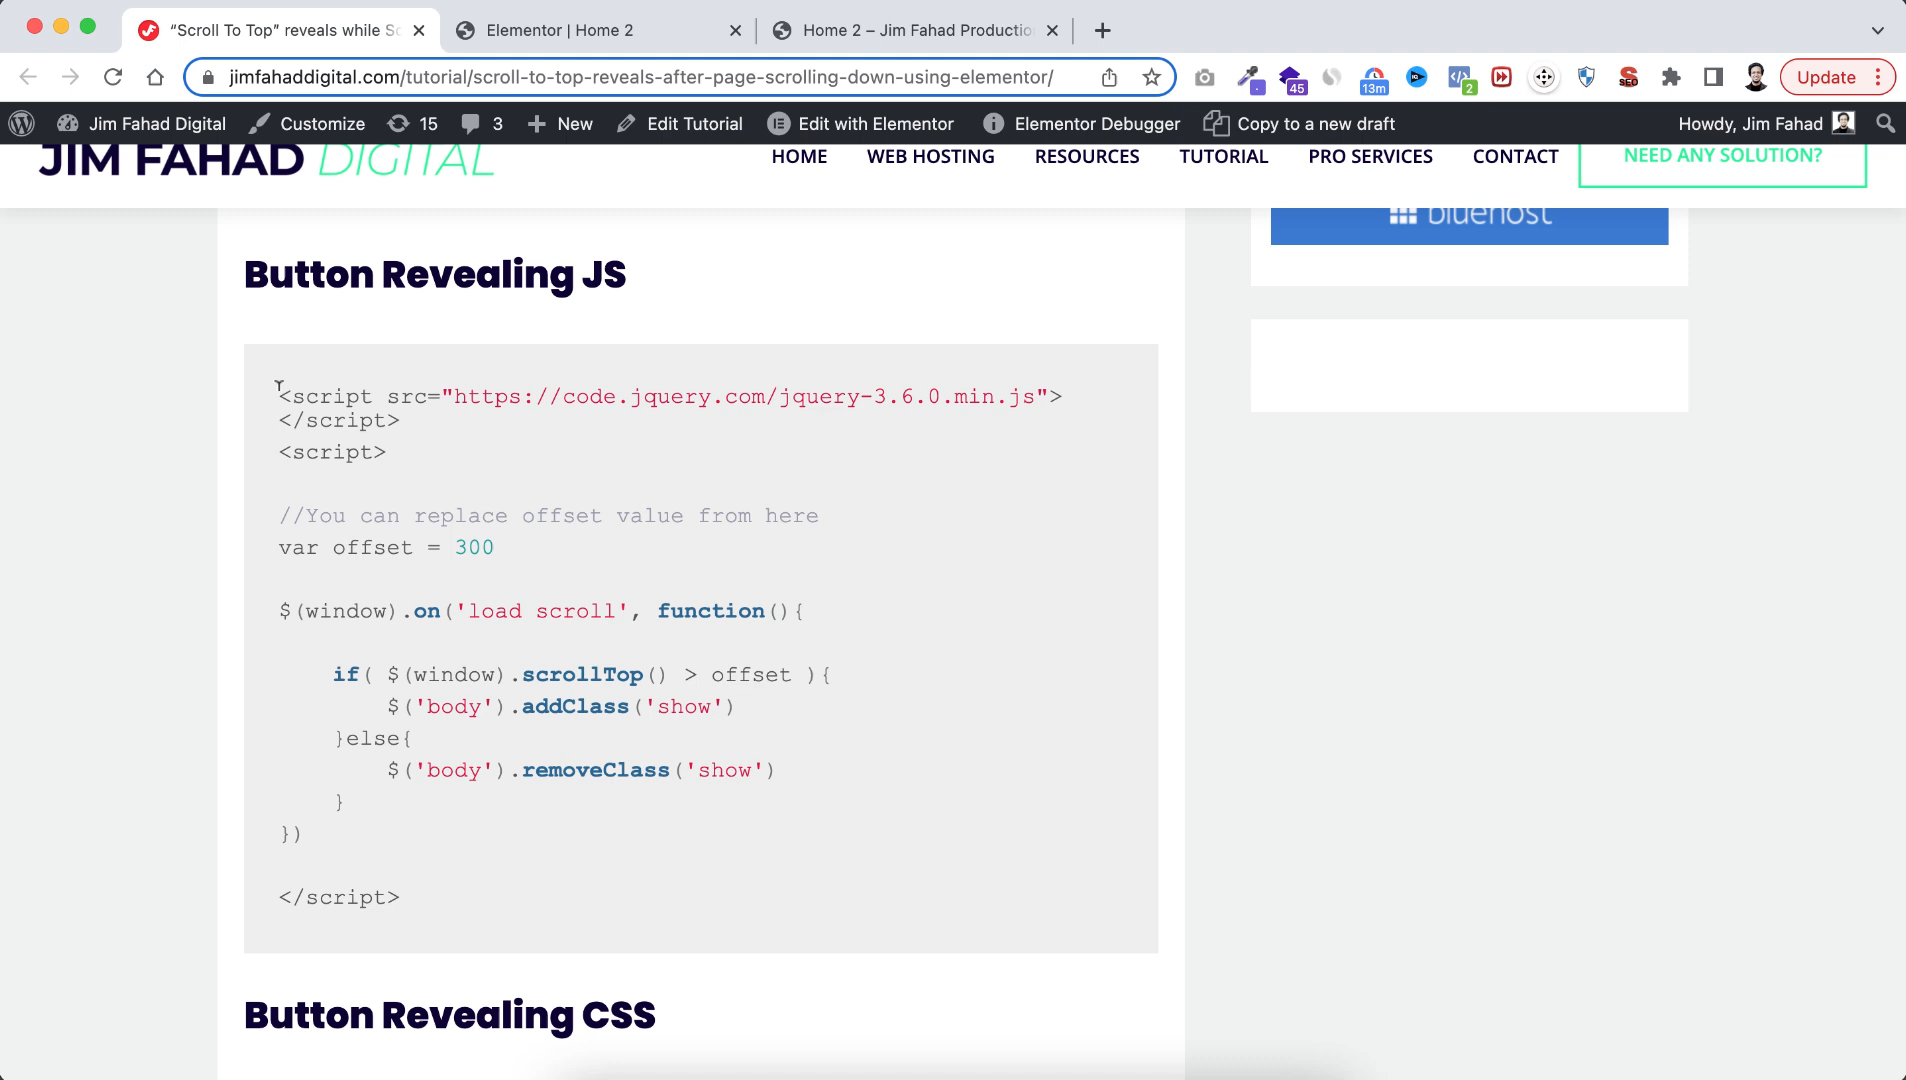 “Scroll To Top” reveals while Sc
Elementor | Home 2
Home 2 – Jim Fahad Productio
jimfahaddigital.com/tutorial/scroll-to-top-reveals-after-page-scrolling-down-using-elementor/
45
13m
2
SEO
Update
Jim Fahad Digital
Customize
15
3
New
Edit Tutorial
Edit with Elementor
Elementor Debugger
Copy to a new draft
Howdy, Jim Fahad
JIM FAHAD DIGITAL
HOME
WEB HOSTING
RESOURCES
TUTORIAL
PRO SERVICES
CONTACT
NEED ANY SOLUTION?
bluehost
Button Revealing JS
<script src="https://code.jquery.com/jquery-3.6.0.min.js">
</script>
<script>
//You can replace offset value from here
var offset = 300
$(window).on('load scroll', function(){
if( $(window).scrollTop() > offset ){
$('body').addClass('show')
}else{
$('body').removeClass('show')
}
})
</script>
Button Revealing CSS